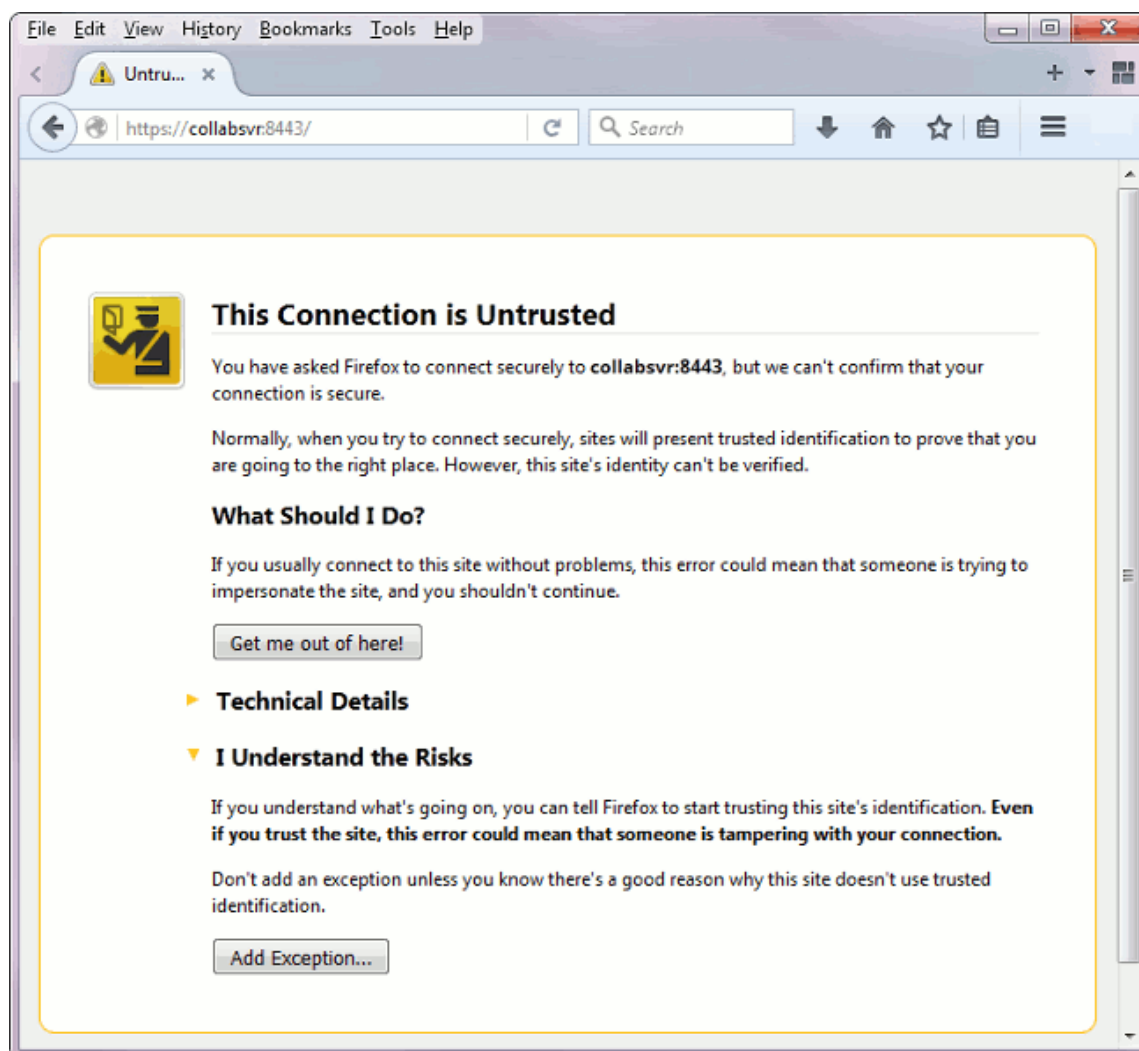 File Edit View History Bookmarks Tools Help
Untru...
https://collabsvr:8443/ Search
This Connection is Untrusted
You have asked Firefox to connect securely to collabsvr:8443, but we can't confirm that your
connection is secure.
Normally, when you try to connect securely, sites will present trusted identification to prove that you
are going to the right place. However, this site's identity can't be verified.
What Should I Do?
If you usually connect to this site without problems, this error could mean that someone is trying to
impersonate the site, and you shouldn't continue.
Get me out of here!
Technical Details
I Understand the Risks
If you understand what's going on, you can tell Firefox to start trusting this site's identification. Even
if you trust the site, this error could mean that someone is tampering with your connection.
Don't add an exception unless you know there's a good reason why this site doesn't use trusted
identification.
Add Exception...